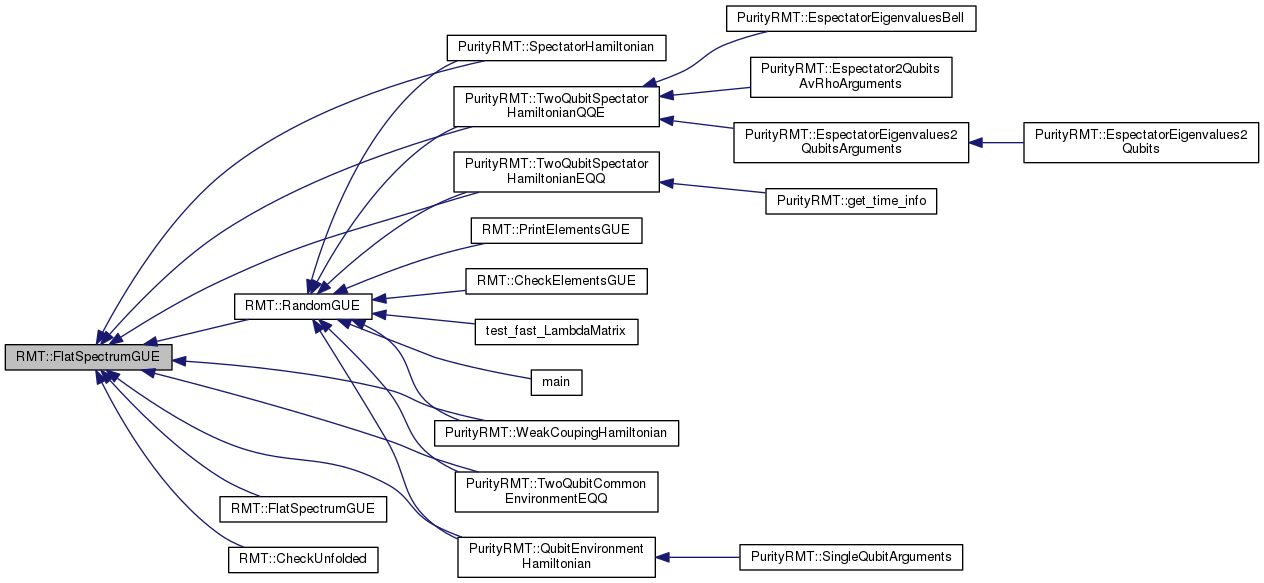 PurityRMT::EspectatorEigenvaluesBell
PurityRMT::SpectatorHamiltonian
PurityRMT::Espectator2Qubits
AvRhoArguments
PurityRMT::TwoQubitSpectator
HamiltonianQQE
PurityRMT::EspectatorEigenvalues2
QubitsArguments
PurityRMT::EspectatorEigenvalues2
Qubits
PurityRMT::TwoQubitSpectator
HamiltonianEQQ
PurityRMT::get_time_info
RMT::PrintElementsGUE
RMT::CheckElementsGUE
RMT::RandomGUE
test_fast_LambdaMatrix
RMT::FlatSpectrumGUE
main
PurityRMT::WeakCoupingHamiltonian
PurityRMT::TwoQubitCommon
EnvironmentEQQ
RMT::FlatSpectrumGUE
PurityRMT::QubitEnvironment
Hamiltonian
RMT::CheckUnfolded
PurityRMT::SingleQubitArguments